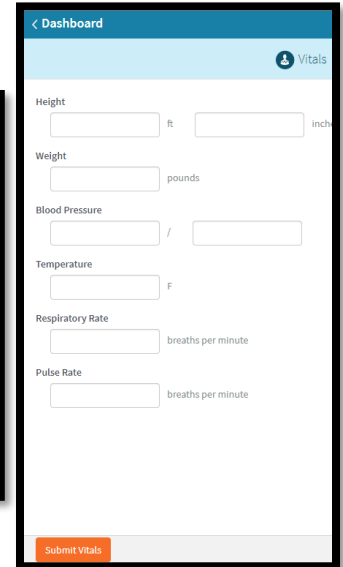 < Dashboard
Vitals
Height
ft inche
Weight
pounds
Blood Pressure
/
Temperature
F
Respiratory Rate
breaths per minute
Pulse Rate
breaths per minute
Submit Vitals